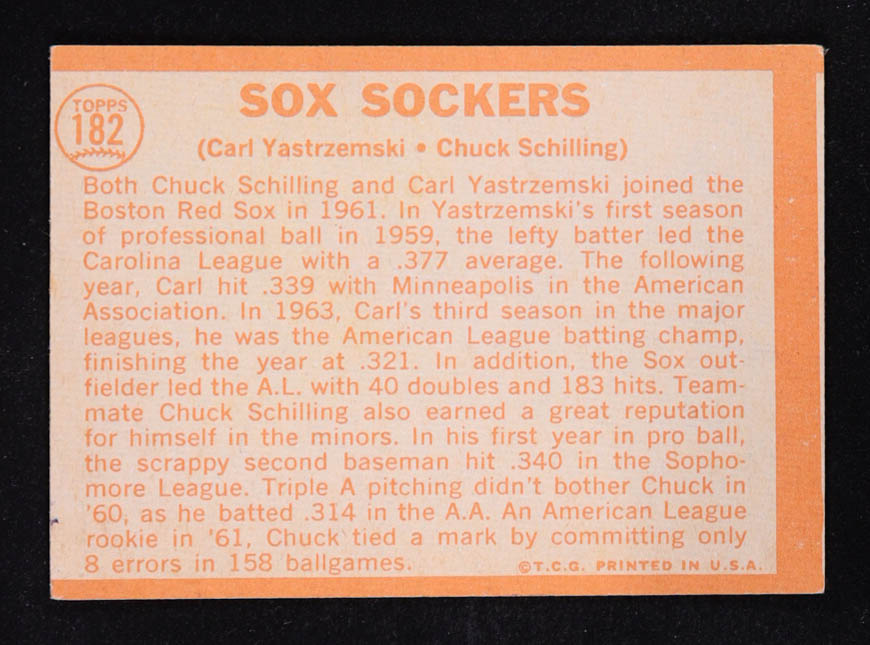 TOPPS
182
SOX SOCKERS
(Carl Yastrzemski • Chuck Schilling)
Both Chuck Schilling and Carl Yastrzemski joined the
Boston Red Sox in 1961. In Yastrzemski's first season
of professional ball in 1959, the lefty batter led the
Carolina League with a .377 average. The following
year, Carl hit .339 with Minneapolis in the American
Association. In 1963, Carl's third season in the major
leagues, he was the American League batting champ,
finishing the year at .321. In addition, the Sox out-
fielder led the A.L. with 40 doubles and 183 hits. Team-
mate Chuck Schilling also earned a great reputation
for himself in the minors. In his first year in pro ball,
the scrappy second baseman hit .340 in the Sopho-
more League. Triple A pitching didn't bother Chuck in
'60, as he batted .314 in the A.A. An American League
rookie in '61, Chuck tied a mark by committing only
8 errors in 158 ballgames.
©T.C.G. PRINTED IN U.S.A.